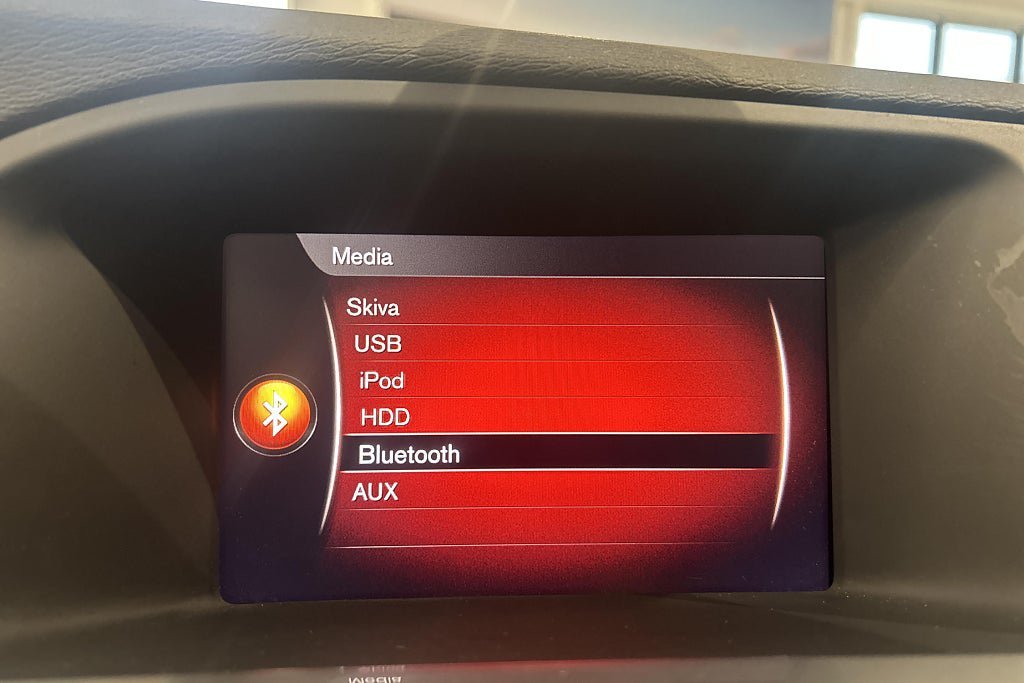 Media
Skiva
USB
iPod
HDD
Bluetooth
AUX